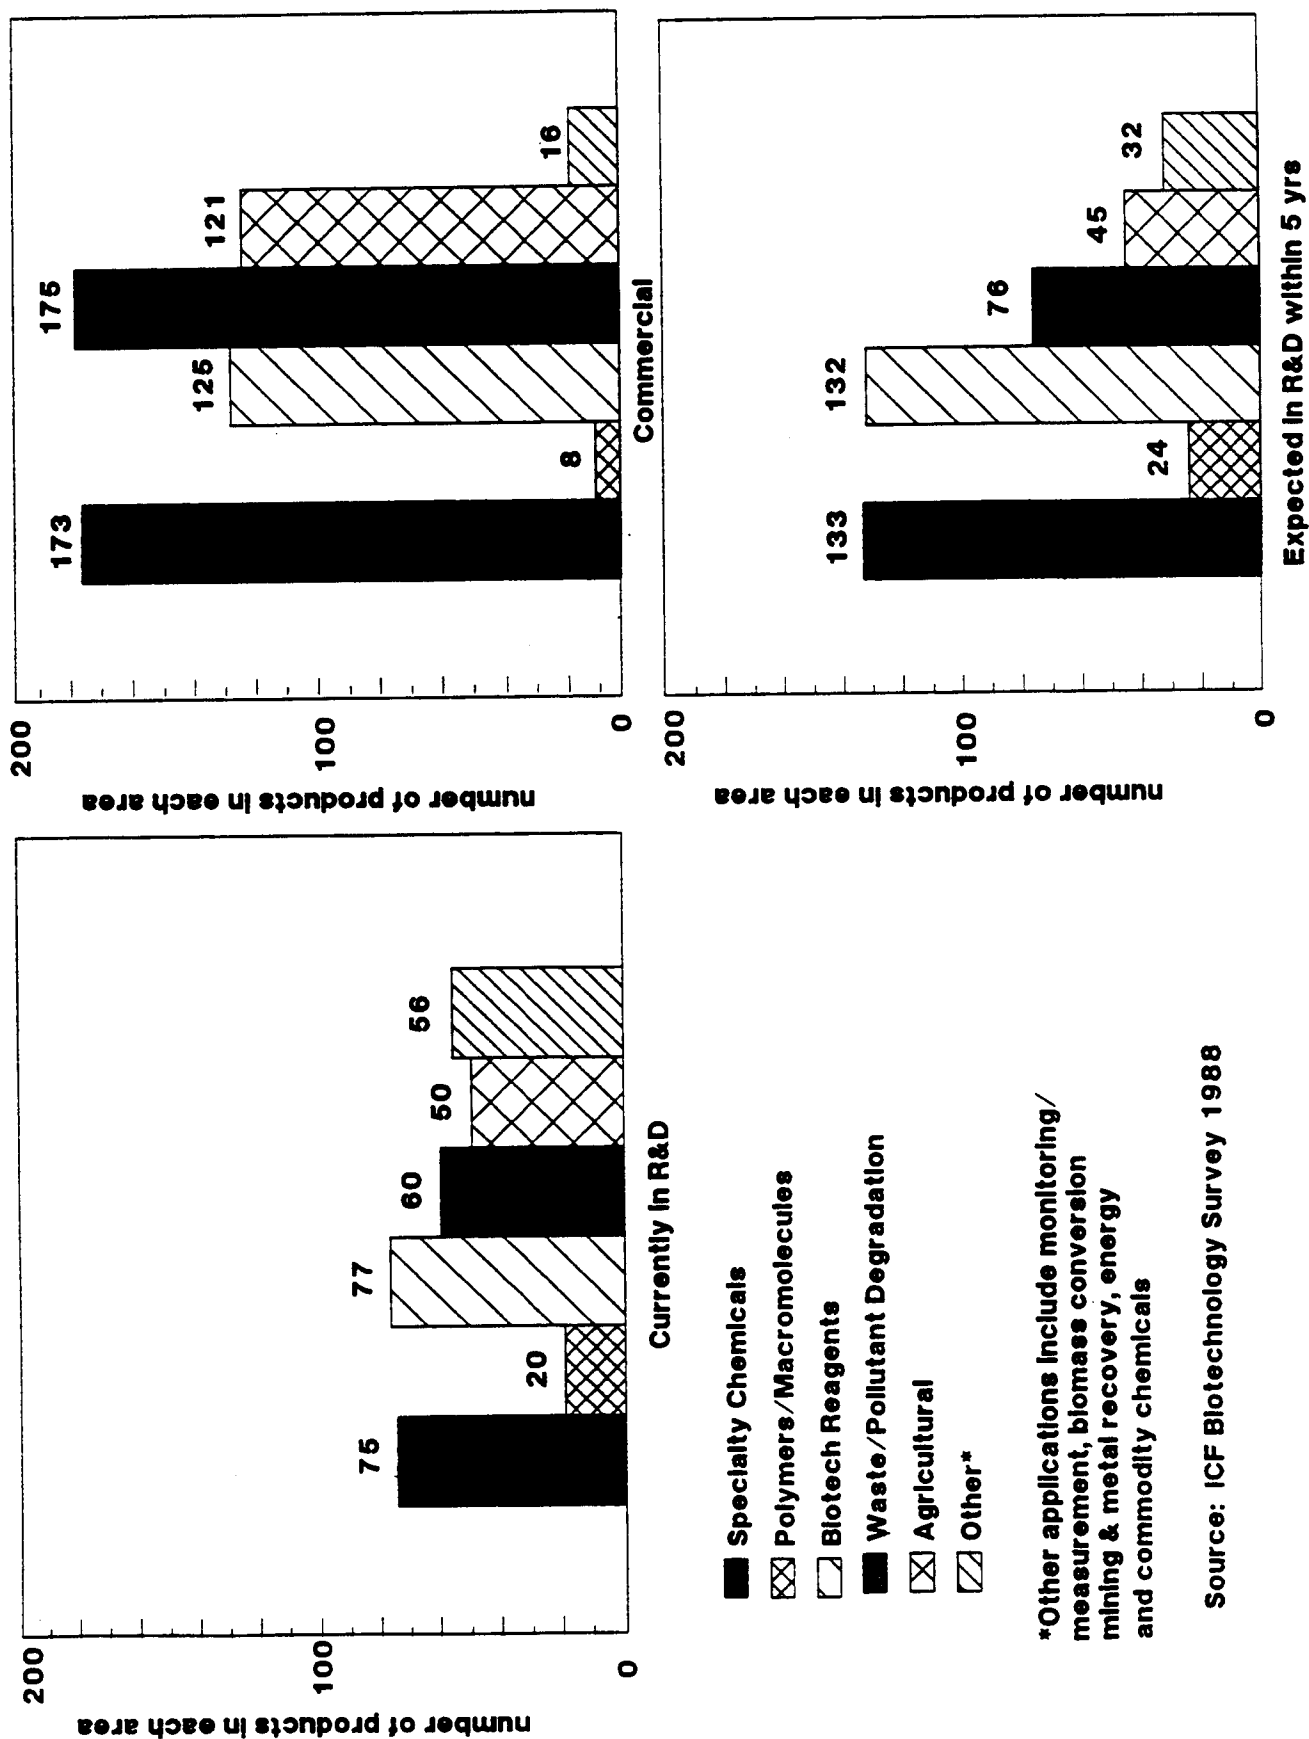 number of products in each area
200
100
0
75
20
77
60
50
56
Currently in R&D
number of products in each area
200
100
0
173
8
125
175
121
16
Commercial
Specialty Chemicals
Polymers/Macromolecules
Biotech Reagents
Waste/Pollutant Degradation
Agricultural
Other*
*Other applications include monitoring/
measurement, biomass conversion
mining & metal recovery, energy
and commodity chemicals
Source: ICF Biotechnology Survey 1988
number of products in each area
200
100
0
133
24
132
76
45
32
Expected in R&D within 5 yrs